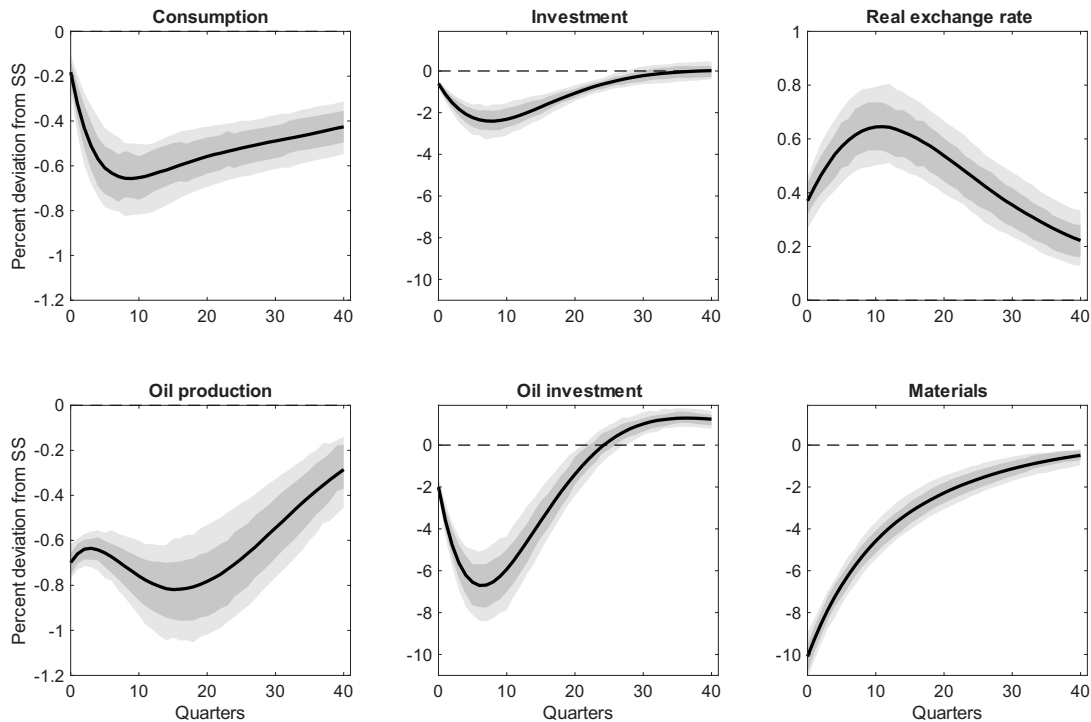 Consumption
Investment
Real exchange rate
Percent deviation from SS
0
-0.2
-0.4
-0.6
-0.8
-1
-1.2
0 10 20 30 40
0
-2
-4
-6
-8
-10
0 10 20 30 40
1
0.8
0.6
0.4
0.2
0
0 10 20 30 40
Oil production
Oil investment
Materials
Percent deviation from SS
0
-0.2
-0.4
-0.6
-0.8
-1
-1.2
0 10 20 30 40
Quarters
0
-2
-4
-6
-8
-10
0 10 20 30 40
Quarters
0
-2
-4
-6
-8
-10
0 10 20 30 40
Quarters